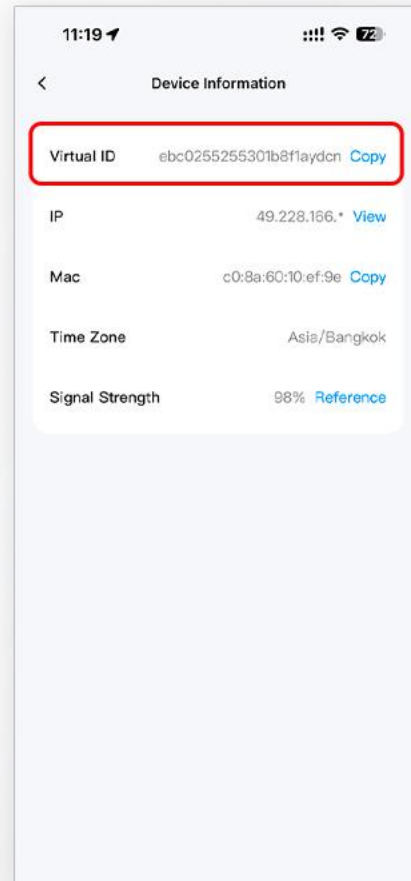 11:19
72
Device Information
Virtual ID ebc0255255301b8f1aydcn Copy
IP 49.228.166.* View
Mac c0:8a:60:10:ef:9e Copy
Time Zone Asia/Bangkok
Signal Strength 98% Reference